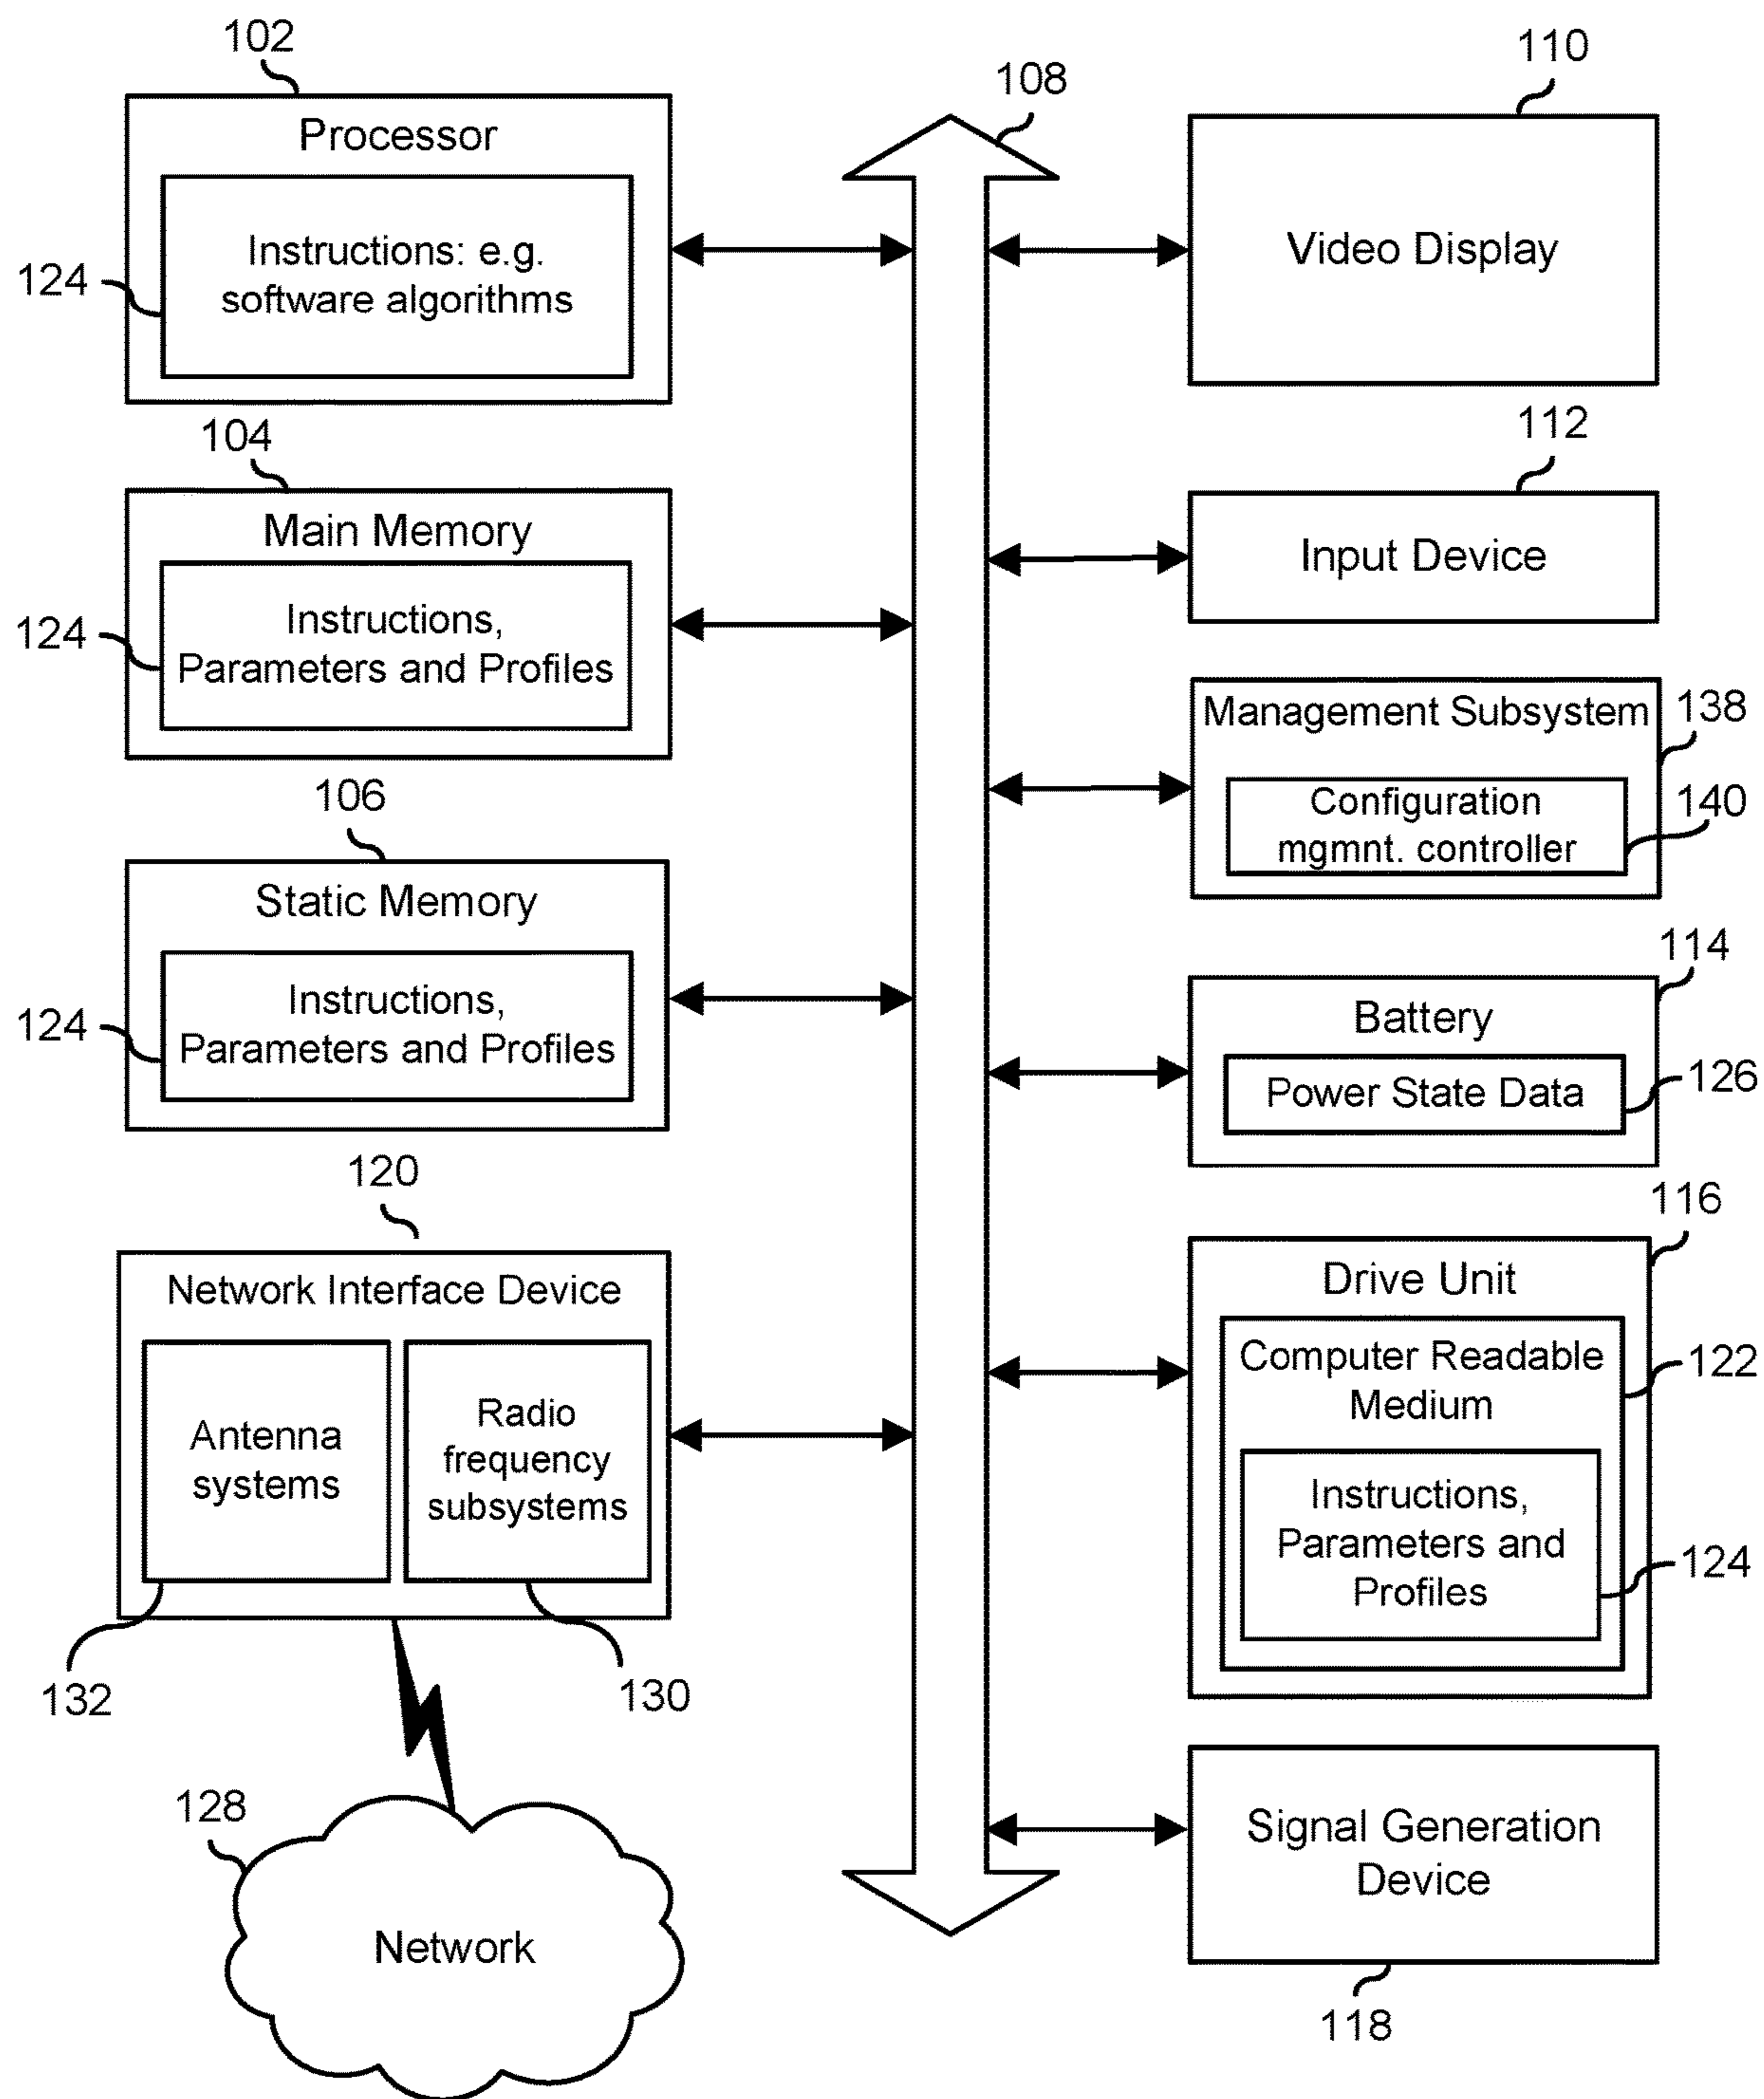 102
Processor
Instructions: e.g.
software algorithms
124
104
Main Memory
Instructions,
Parameters and Profiles
124
106
Static Memory
Instructions,
Parameters and Profiles
124
120
Network Interface Device
Antenna
systems
Radio
frequency
subsystems
132
130
128
Network
108
110
Video Display
112
Input Device
Management Subsystem
138
Configuration
mgmnt. controller
140
114
Battery
Power State Data
126
116
Drive Unit
Computer Readable
Medium
122
Instructions,
Parameters and
Profiles
124
Signal Generation
Device
118